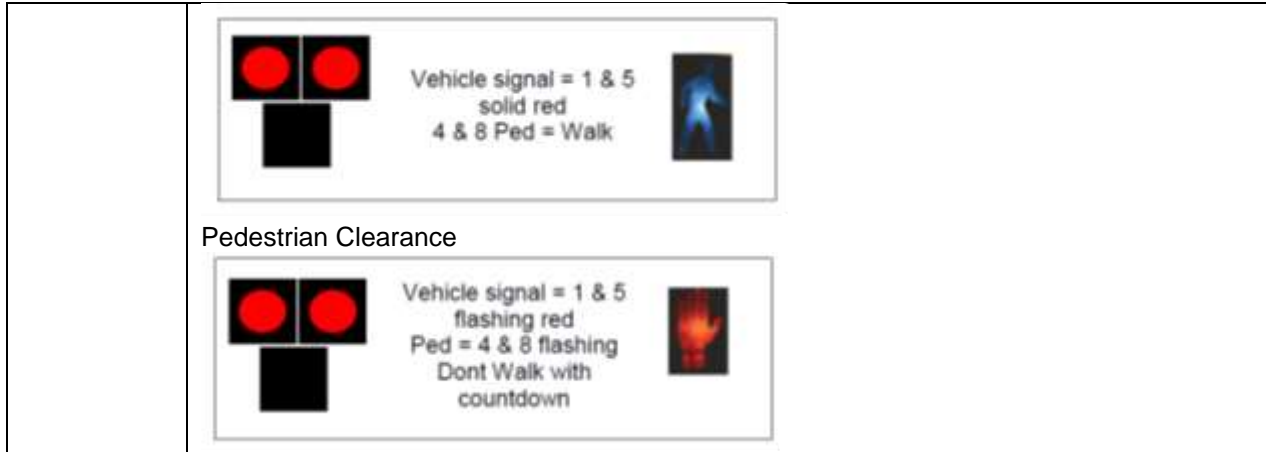 Vehicle signal = 1 & 5
solid red
4 & 8 Ped = Walk
Pedestrian Clearance
Vehicle signal = 1 & 5
flashing red
Ped = 4 & 8 flashing
Dont Walk with
countdown